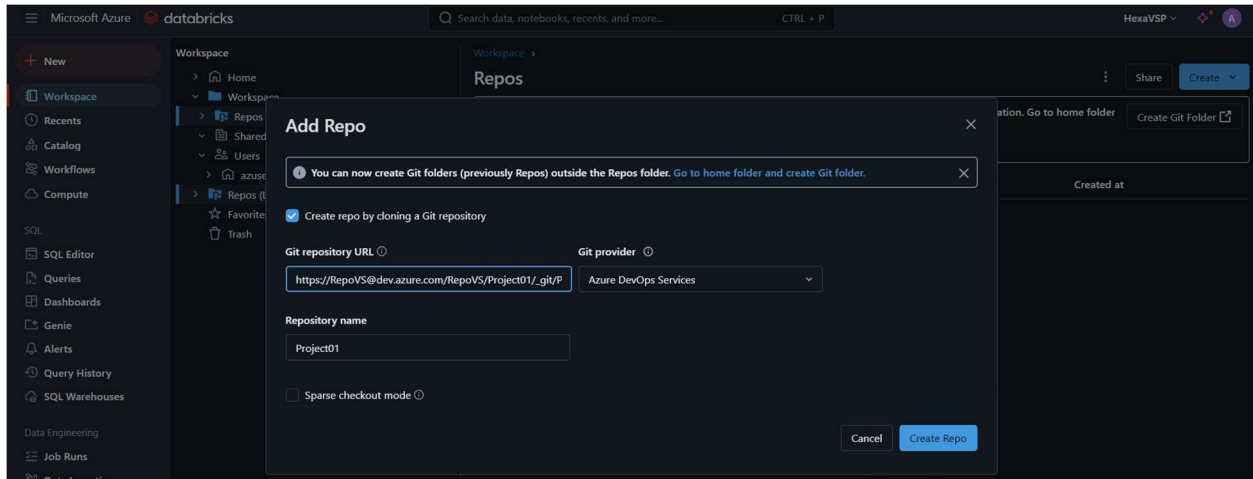 Microsoft Azure databricks
Search data, notebooks, recents, and more... CTRL + P
HexaVSP
A
New
Workspace
Recents
Catalog
Workflows
Compute
SQL
SQL Editor
Queries
Dashboards
Genie
Alerts
Query History
SQL Warehouses
Data Engineering
Job Runs
Workspace
Home
Workspace
Repos
Shared
Users
azuse
Repos (
Favorite
Trash
Workspace >
Repos
Share
Create
ation. Go to home folder
Create Git Folder
Created at
Add Repo
You can now create Git folders (previously Repos) outside the Repos folder. Go to home folder and create Git folder.
Create repo by cloning a Git repository
Git repository URL
Git provider
https://RepoVS@dev.azure.com/RepoVS/Project01/_git/P
Azure DevOps Services
Repository name
Project01
Sparse checkout mode
Cancel
Create Repo